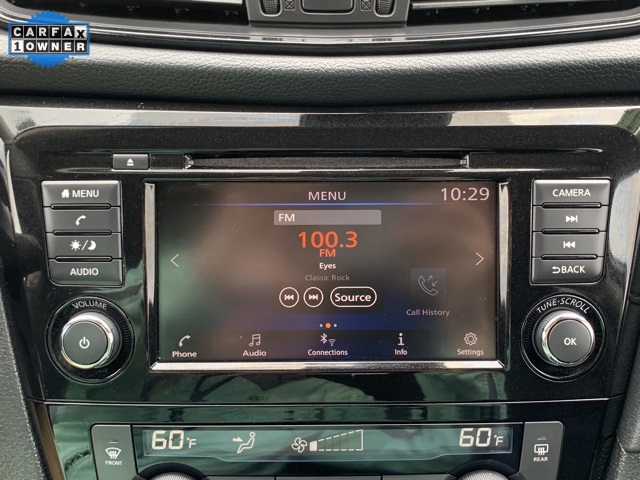 CARFAX
1 OWNER
MENU
MENU 10:29
CAMERA
FM
100.3
FM
Eyes
Classic Rock
Source
Call History
AUDIO
BACK
VOLUME
TUNE·SCROLL
OK
Phone Audio Connections Info Settings
60°F 60°F
FRONT
REAR